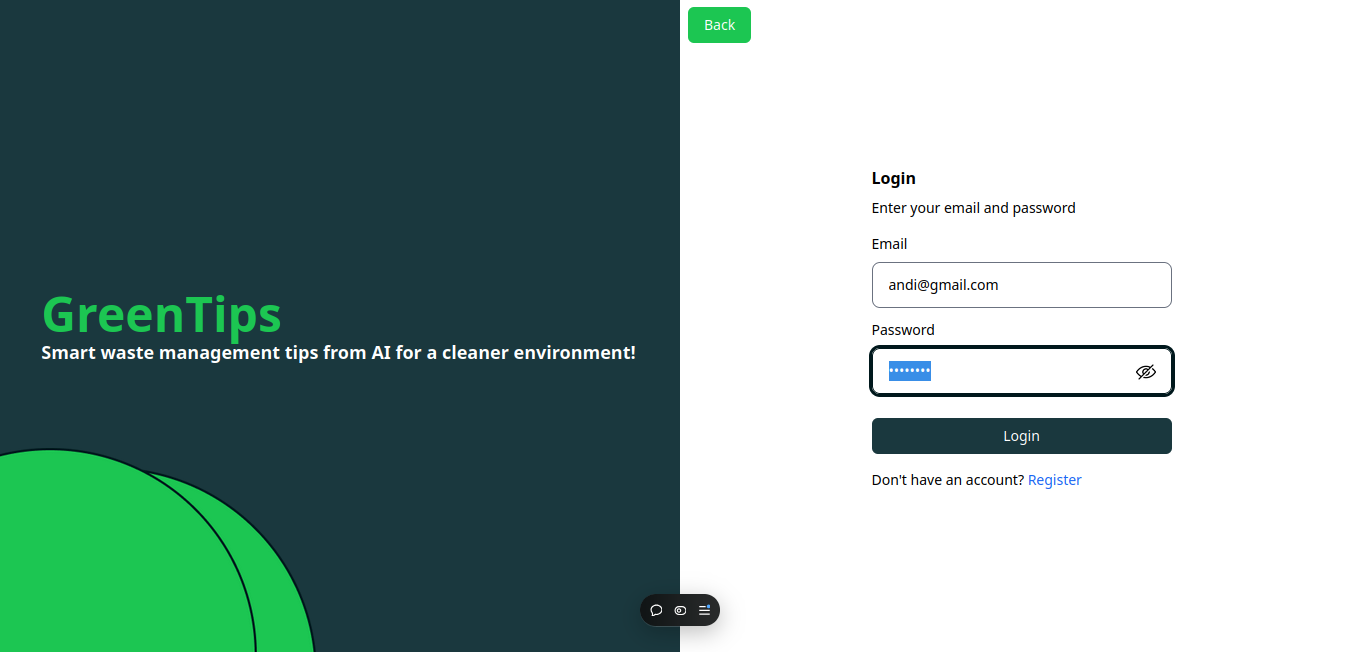 GreenTips
Smart waste management tips from AI for a cleaner environment!
Back
Login
Enter your email and password
Email
andi@gmail.com
Password
••••••••
Login
Don't have an account? Register